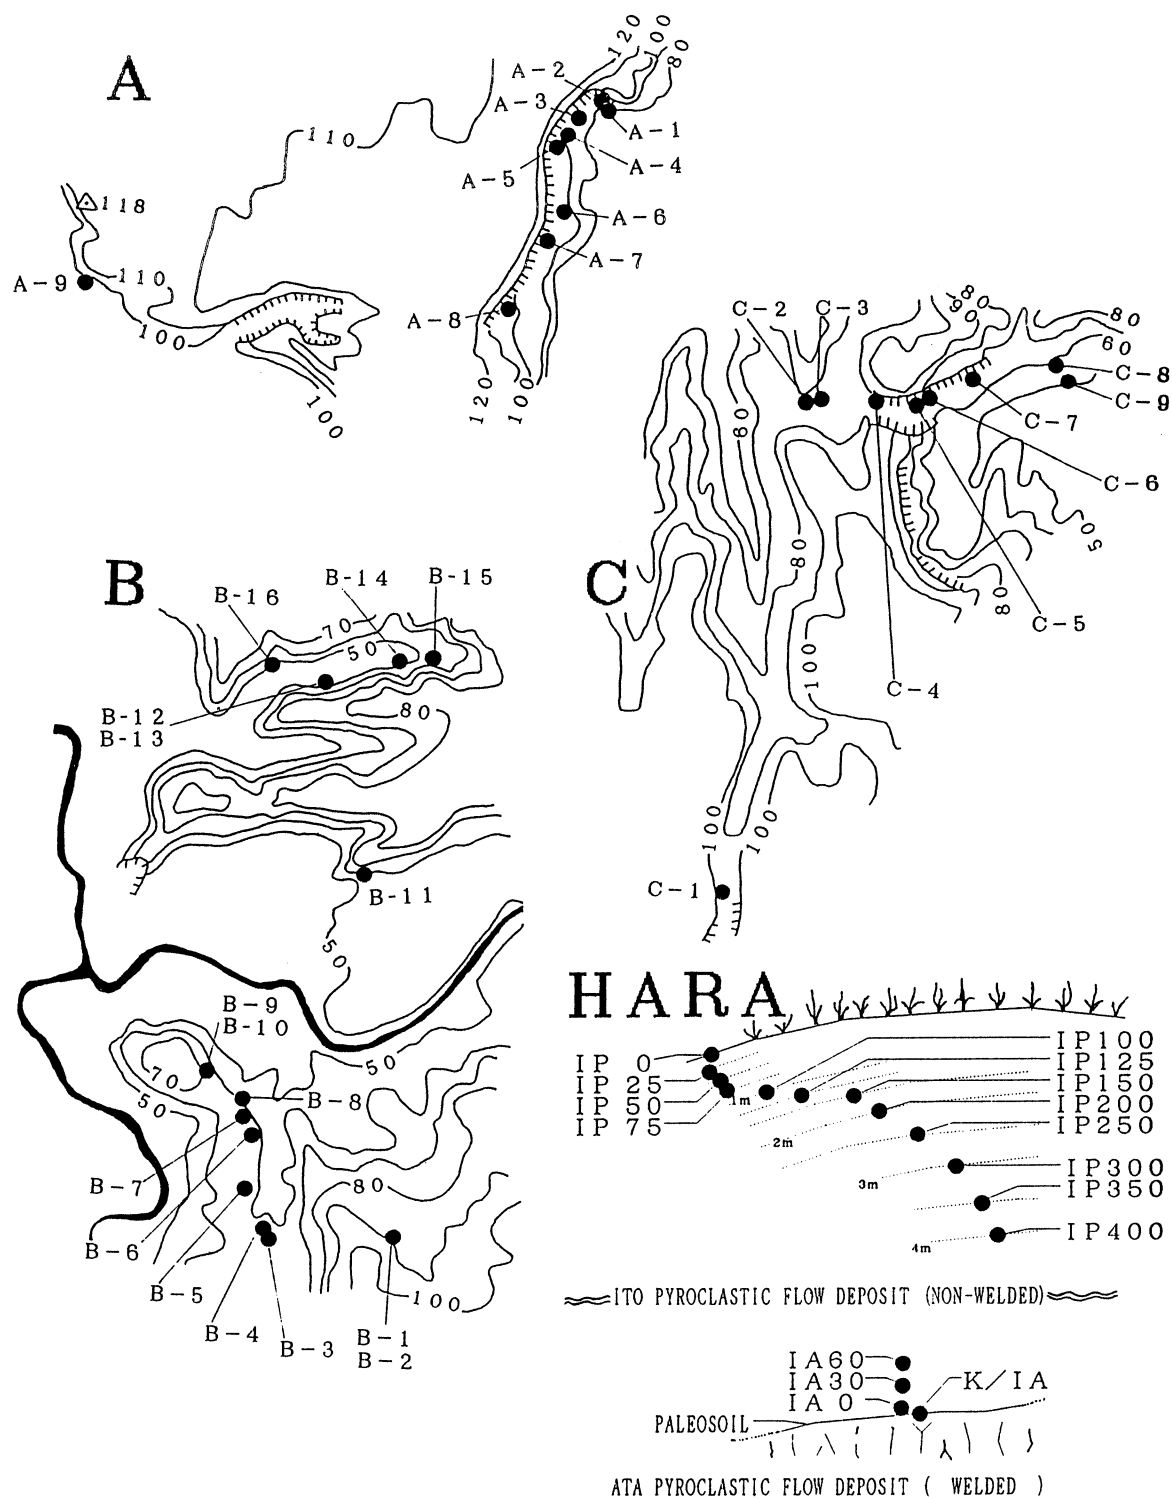 A
120
100
80
A-2
A-3
A-1
A-4
A-5
A-6
A-7
A-8
110
118
A-9
110
100
100
120
100
B
B-16
B-14
B-15
70
50
B-12
B-13
80
B-11
50
B-9
B-10
70
50
50
B-8
B-7
80
B-6
B-5
B-4
B-3
B-1
B-2
100
C
C-2
C-3
80
90
80
60
C-8
C-9
C-7
60
C-6
50
80
80
C-5
100
C-4
100
100
C-1
HARA
IP 0
IP 25
IP 50
IP 75
1m
IP100
IP125
IP150
IP200
IP250
2m
IP300
3m
IP350
IP400
4m
ITO PYROCLASTIC FLOW DEPOSIT (NON-WELDED)
IA60
IA30
IA 0
K/IA
PALEOSOIL
ATA PYROCLASTIC FLOW DEPOSIT ( WELDED )